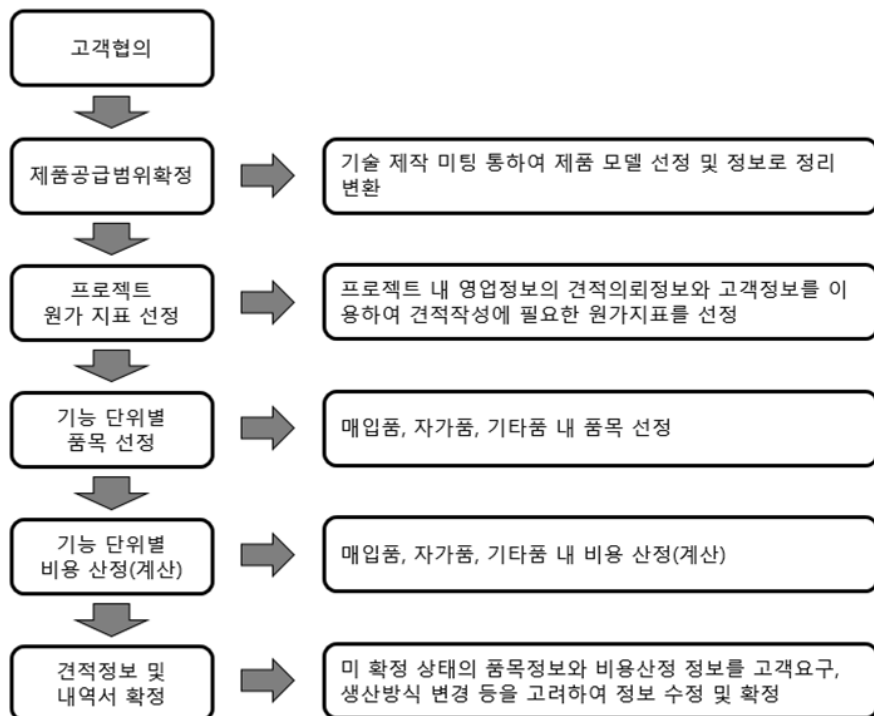 고객협의
제품공급범위확정
기술 제작 미팅 통하여 제품 모델 선정 및 정보로 정리
변환
프로젝트
원가 지표 선정
프로젝트 내 영업정보의 견적의뢰정보와 고객정보를 이
용하여 견적작성에 필요한 원가지표를 선정
기능 단위별
품목 선정
매입품, 자가품, 기타품 내 품목 선정
기능 단위별
비용 산정(계산)
매입품, 자가품, 기타품 내 비용 산정(계산)
견적정보 및
내역서 확정
미 확정 상태의 품목정보와 비용산정 정보를 고객요구,
생산방식 변경 등을 고려하여 정보 수정 및 확정